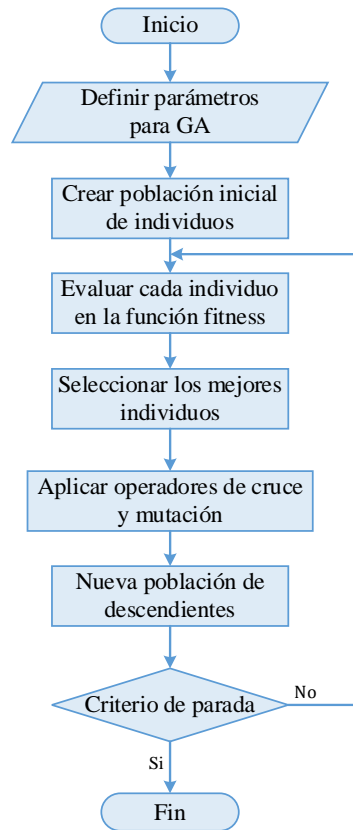 Inicio
Definir parámetros
para GA
Crear población inicial
de individuos
Evaluar cada individuo
en la función fitness
Seleccionar los mejores
individuos
Aplicar operadores de cruce
y mutación
Nueva población de
descendientes
Criterio de parada
No
Si
Fin